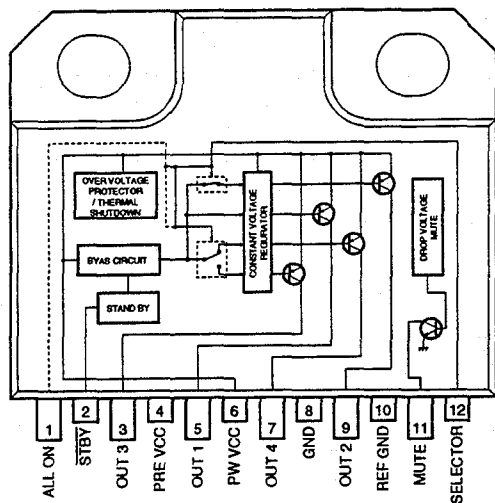 OVER VOLTAGE
PROTECTOR
/ THERMAL
SHUTDOWN
CONSTANT VOLTAGE
REGURATOR
DROP VOLTAGE
MUTE
BYAS CIRCUIT
STAND BY
1
2
3
4
5
6
7
8
9
10
11
12
ALL ON
STBY
OUT 3
PRE VCC
OUT 1
PW VCC
OUT 4
GND
OUT 2
REF GND
MUTE
SELECTOR